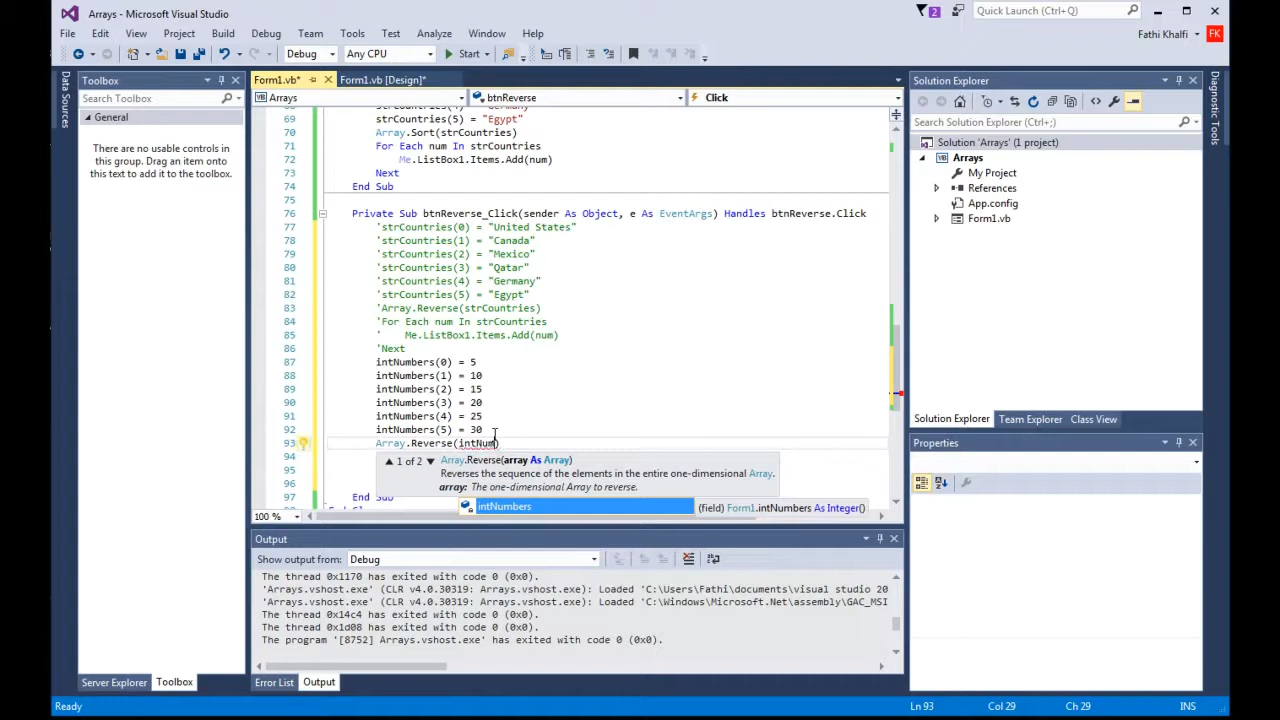 Arrays - Microsoft Visual Studio
2
Quick Launch (Ctrl+Q)
File Edit View Project Build Debug Team Tools Test Analyze Window Help
Fathi Khalfi FK
Debug Any CPU Start
Data Sources
Toolbox
Search Toolbox
General
There are no usable controls in
this group. Drag an item onto
this text to add it to the toolbox.
Server Explorer Toolbox
Form1.vb* Form1.vb [Design]*
Arrays btnReverse Click
69 strCountries(5) = "Egypt"
70 Array.Sort(strCountries)
71 For Each num In strCountries
72 Me.ListBox1.Items.Add(num)
73 Next
74 End Sub
75
76 Private Sub btnReverse_Click(sender As Object, e As EventArgs) Handles btnReverse.Click
77 'strCountries(0) = "United States"
78 'strCountries(1) = "Canada"
79 'strCountries(2) = "Mexico"
80 'strCountries(3) = "Qatar"
81 'strCountries(4) = "Germany"
82 'strCountries(5) = "Egypt"
83 'Array.Reverse(strCountries)
84 'For Each num In strCountries
85 ' Me.ListBox1.Items.Add(num)
86 'Next
87 intNumbers(0) = 5
88 intNumbers(1) = 10
89 intNumbers(2) = 15
90 intNumbers(3) = 20
91 intNumbers(4) = 25
92 intNumbers(5) = 30
93 Array.Reverse(intNum)
94 ▲ 1 of 2 ▼ Array.Reverse(array As Array)
95 Reverses the sequence of the elements in the entire one-dimensional Array.
96 array: The one-dimensional Array to reverse.
97 End Sub
intNumbers (field) Form1.intNumbers As Integer()
100 %
Output
Show output from: Debug
The thread 0x1170 has exited with code 0 (0x0).
'Arrays.vshost.exe' (CLR v4.0.30319: Arrays.vshost.exe): Loaded 'C:\Users\Fathi\documents\visual studio 20
'Arrays.vshost.exe' (CLR v4.0.30319: Arrays.vshost.exe): Loaded 'C:\Windows\Microsoft.Net\assembly\GAC_MSI
The thread 0x14c4 has exited with code 0 (0x0).
The thread 0x1d08 has exited with code 0 (0x0).
The program '[8752] Arrays.vshost.exe' has exited with code 0 (0x0).
Error List Output
Solution Explorer
Search Solution Explorer (Ctrl+;)
Solution 'Arrays' (1 project)
Arrays
My Project
References
App.config
Form1.vb
Solution Explorer Team Explorer Class View
Properties
Diagnostic Tools
Ready Ln 93 Col 29 Ch 29 INS